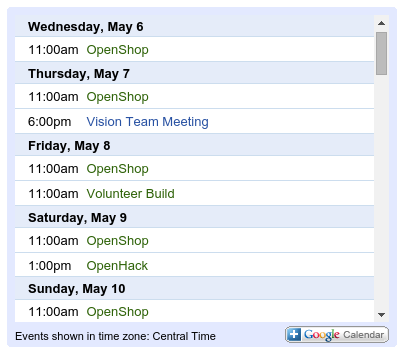 Wednesday, May 6
11:00am OpenShop
Thursday, May 7
11:00am OpenShop
6:00pm Vision Team Meeting
Friday, May 8
11:00am OpenShop
11:00am Volunteer Build
Saturday, May 9
11:00am OpenShop
1:00pm OpenHack
Sunday, May 10
11:00am OpenShop
Events shown in time zone: Central Time
Google Calendar